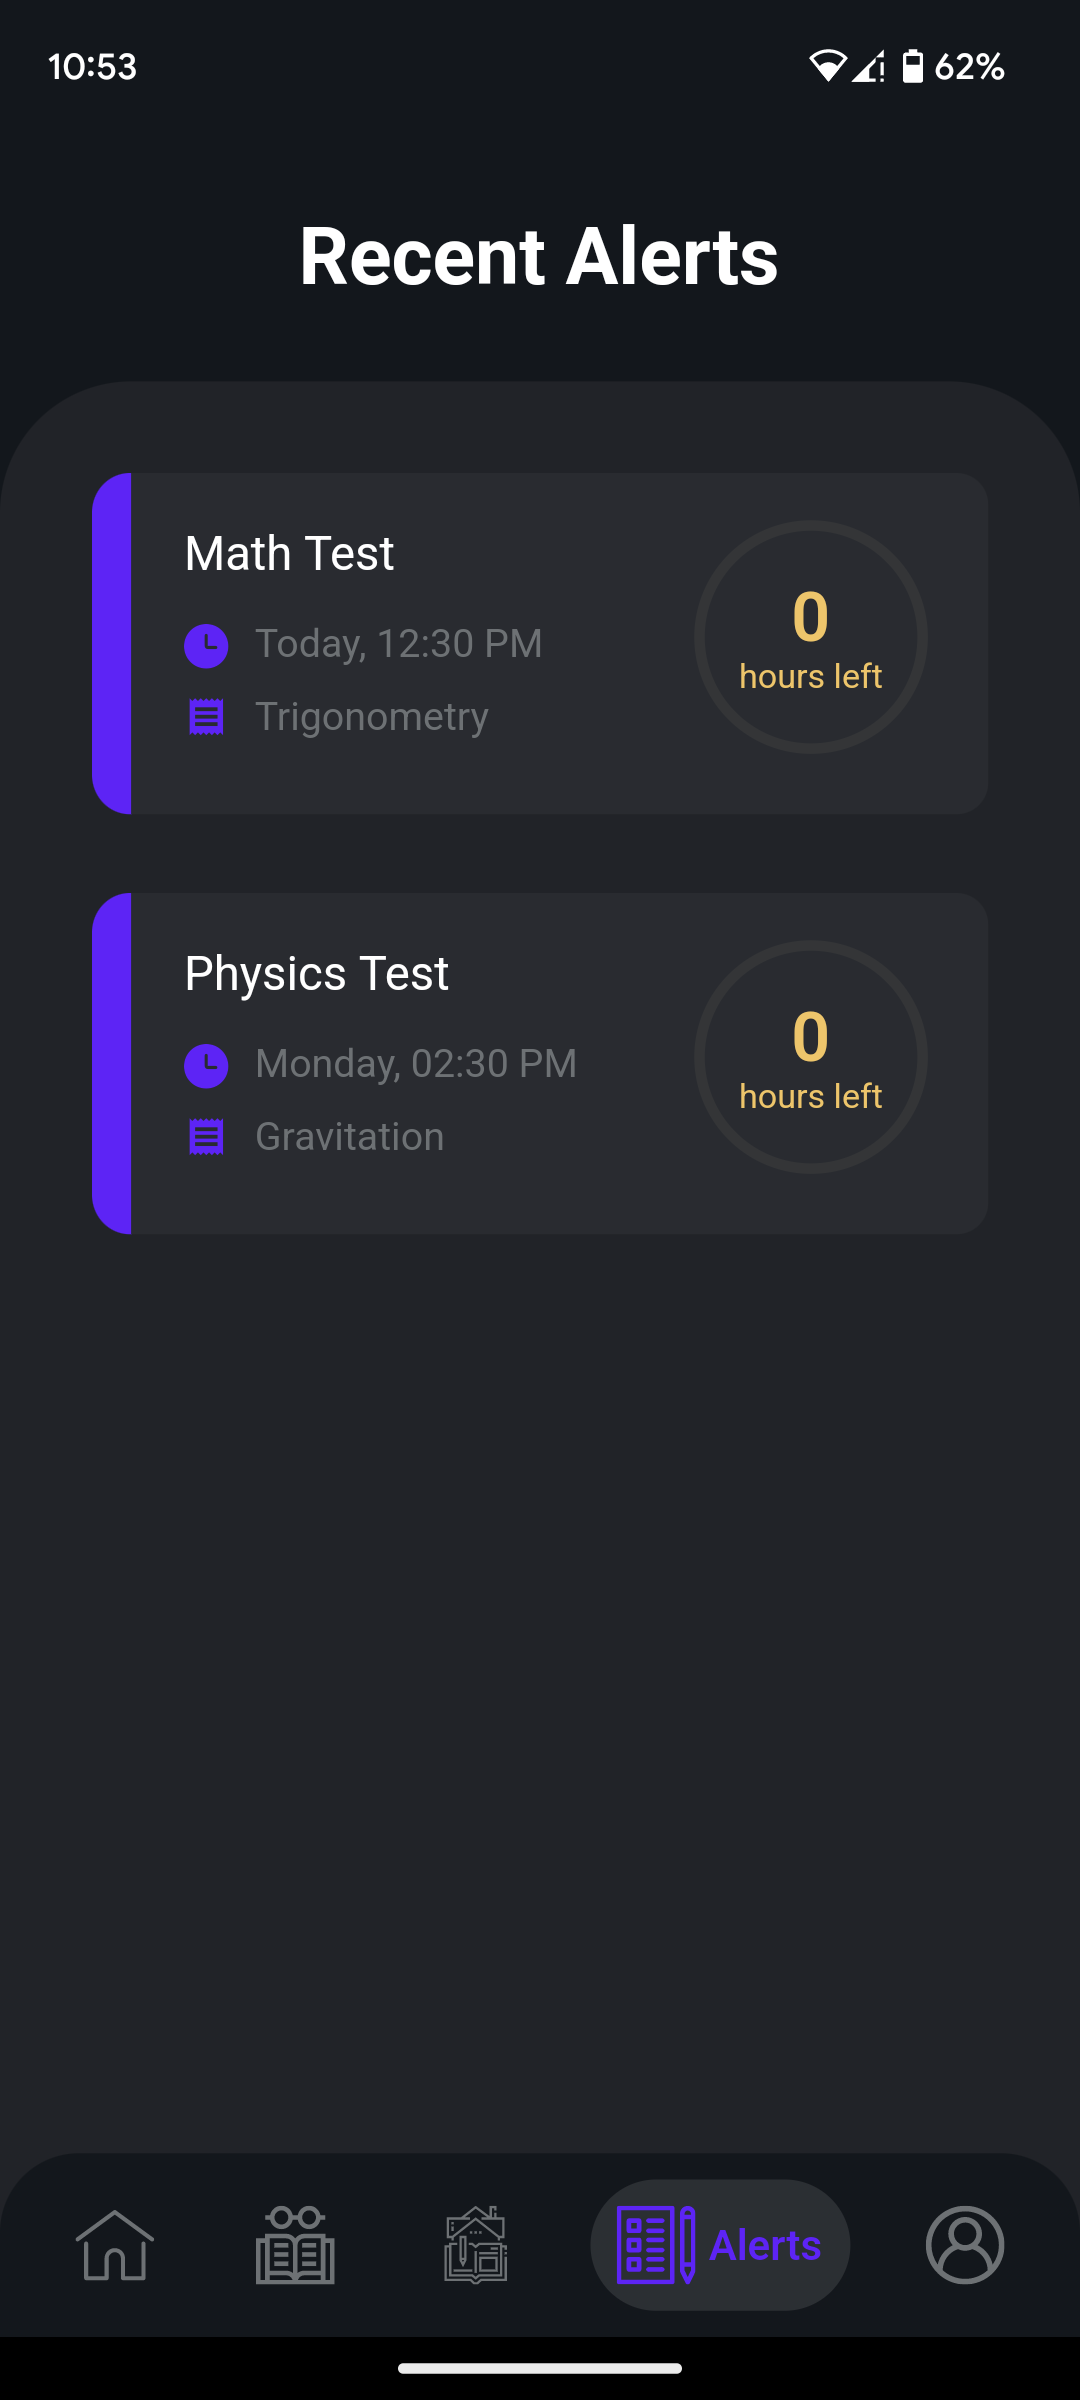 10:53
62%
Recent Alerts
Math Test
Today, 12:30 PM
Trigonometry
0
hours left
Physics Test
Monday, 02:30 PM
Gravitation
0
hours left
Alerts